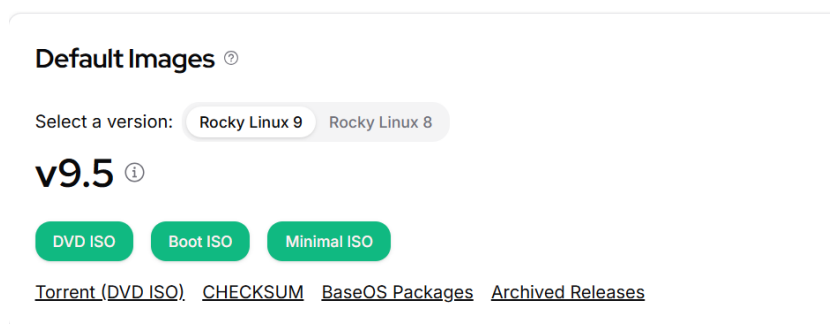 Default Images
Select a version: Rocky Linux 9 Rocky Linux 8
v9.5
DVD ISO Boot ISO Minimal ISO
Torrent (DVD ISO) CHECKSUM BaseOS Packages Archived Releases